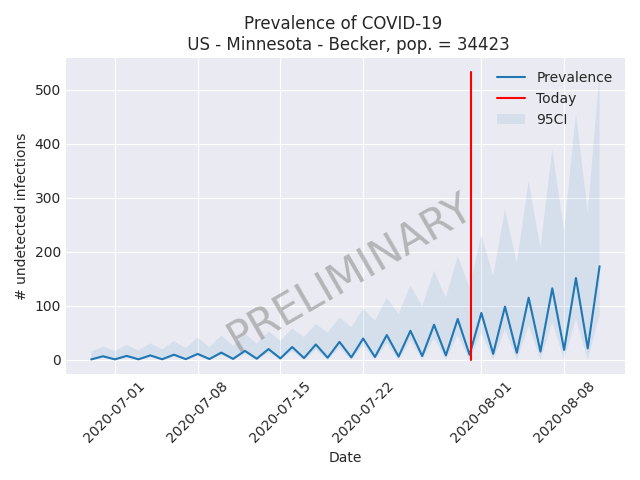 Prevalence of COVID-19
US - Minnesota - Becker, pop. = 34423
# undetected infections
500
400
300
200
100
0
Prevalence
Today
95CI
PRELIMINARY
2020-07-01
2020-07-08
2020-07-15
2020-07-22
2020-08-01
2020-08-08
Date